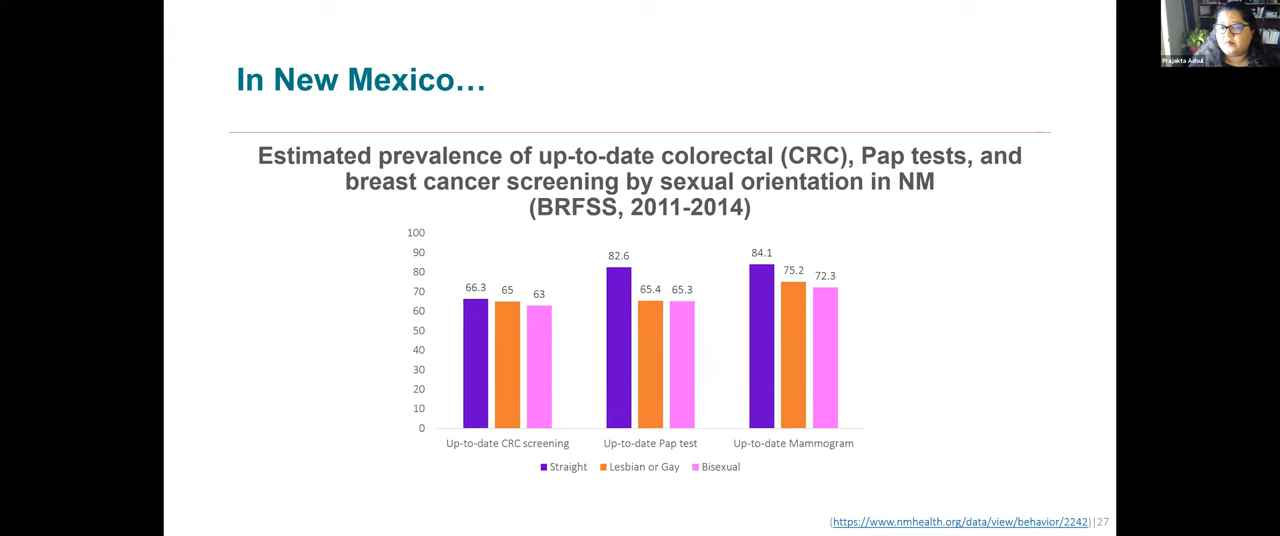 In New Mexico…
Prajakta Adsul
Estimated prevalence of up-to-date colorectal (CRC), Pap tests, and
breast cancer screening by sexual orientation in NM
(BRFSS, 2011-2014)
100
90
80
70
60
50
40
30
20
10
0
66.3
65
63
82.6
65.4
65.3
84.1
75.2
72.3
Up-to-date CRC screening
Up-to-date Pap test
Up-to-date Mammogram
Straight
Lesbian or Gay
Bisexual
(https://www.nmhealth.org/data/view/behavior/2242)|27